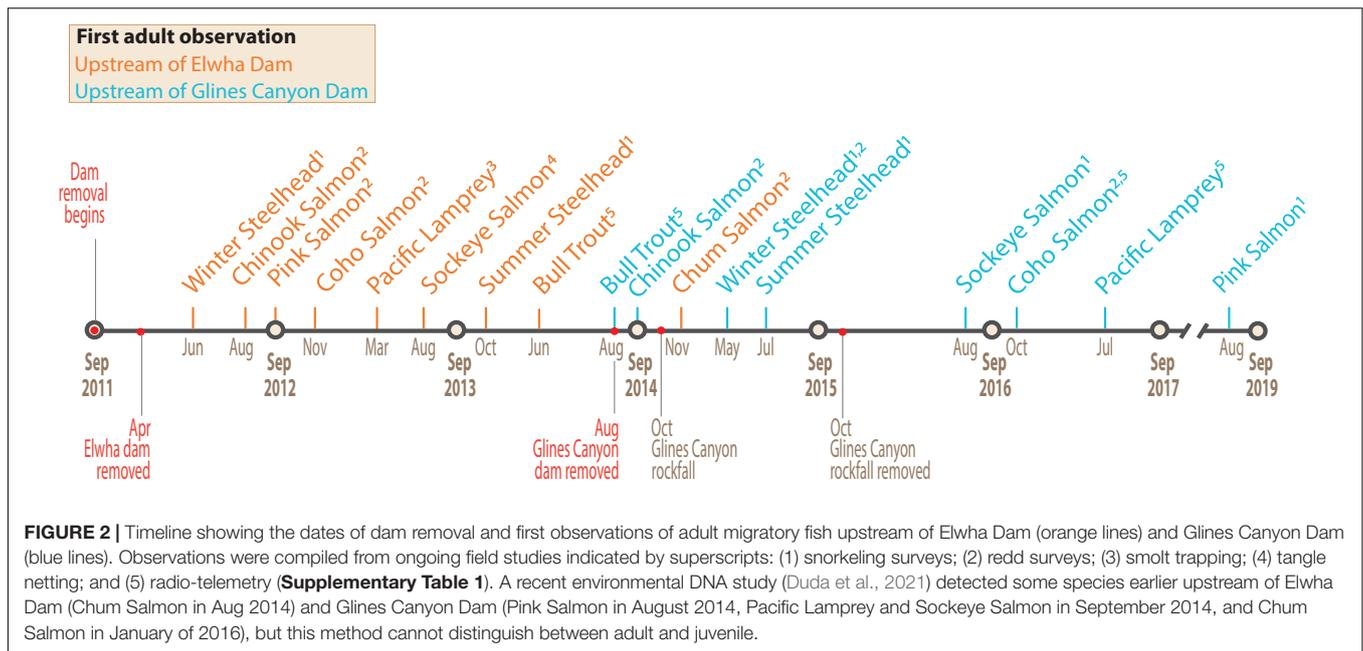 First adult observation
Upstream of Elwha Dam
Upstream of Glines Canyon Dam
Dam
removal
begins
Winter Steelhead¹
Chinook Salmon²
Pink Salmon²
Coho Salmon²
Pacific Lamprey³
Sockeye Salmon⁴
Summer Steelhead¹
Bull Trout⁵
Bull Trout⁵
Chinook Salmon²
Chum Salmon²
Winter Steelhead¹,²
Summer Steelhead¹
Sockeye Salmon¹
Coho Salmon²,⁵
Pacific Lamprey⁵
Pink Salmon¹
Sep
2011
Jun
Aug
Sep
2012
Nov
Mar
Aug
Sep
2013
Oct
Jun
Aug
Sep
2014
Nov
May
Jul
Sep
2015
Aug
Sep
2016
Oct
Jul
Sep
2017
Aug
Sep
2019
Apr
Elwha dam
removed
Aug
Glines Canyon
dam removed
Oct
Glines Canyon
rockfall
Oct
Glines Canyon
rockfall removed
FIGURE 2 | Timeline showing the dates of dam removal and first observations of adult migratory fish upstream of Elwha Dam (orange lines) and Glines Canyon Dam
(blue lines). Observations were compiled from ongoing field studies indicated by superscripts: (1) snorkeling surveys; (2) redd surveys; (3) smolt trapping; (4) tangle
netting; and (5) radio-telemetry (Supplementary Table 1). A recent environmental DNA study (Duda et al., 2021) detected some species earlier upstream of Elwha
Dam (Chum Salmon in Aug 2014) and Glines Canyon Dam (Pink Salmon in August 2014, Pacific Lamprey and Sockeye Salmon in September 2014, and Chum
Salmon in January of 2016), but this method cannot distinguish between adult and juvenile.